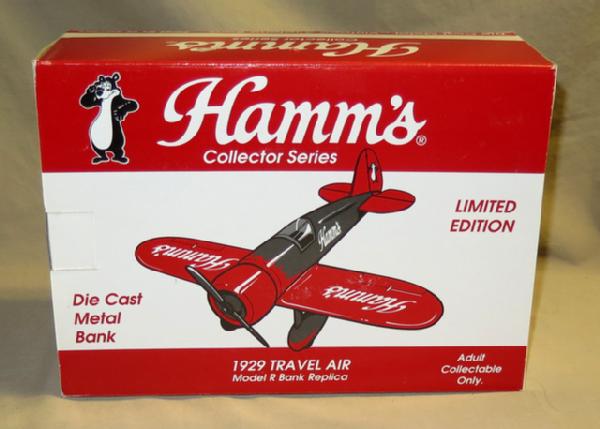 Hamm's
Collector Series
Hamm's®
Collector Series
LIMITED
EDITION
Hamm's
Hamm's
Hamm's
Die Cast
Metal
Bank
1929 TRAVEL AIR
Model R Bank Replica
Adult
Collectable
Only.